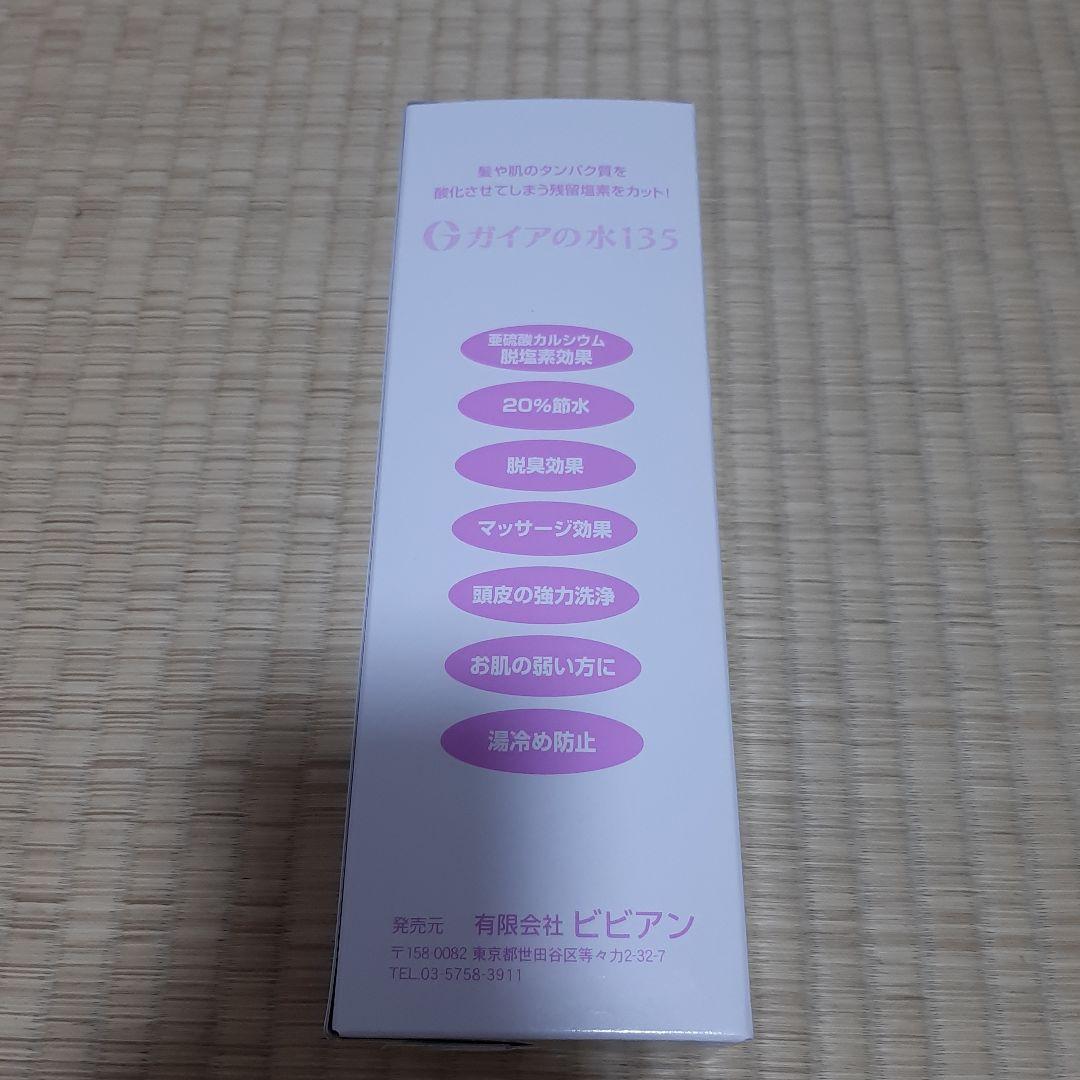 髪や肌のタンパク質を
酸化させてしまう残留塩素をカット!
ガイアの水135
亜硫酸カルシウム
脱塩素効果
20%節水
脱臭効果
マッサージ効果
頭皮の強力洗浄
お肌の弱い方に
湯冷め防止
発売元 有限会社 ビビアン
〒158-0082 東京都世田谷区等々力2-32-7
TEL.03-5758-3911